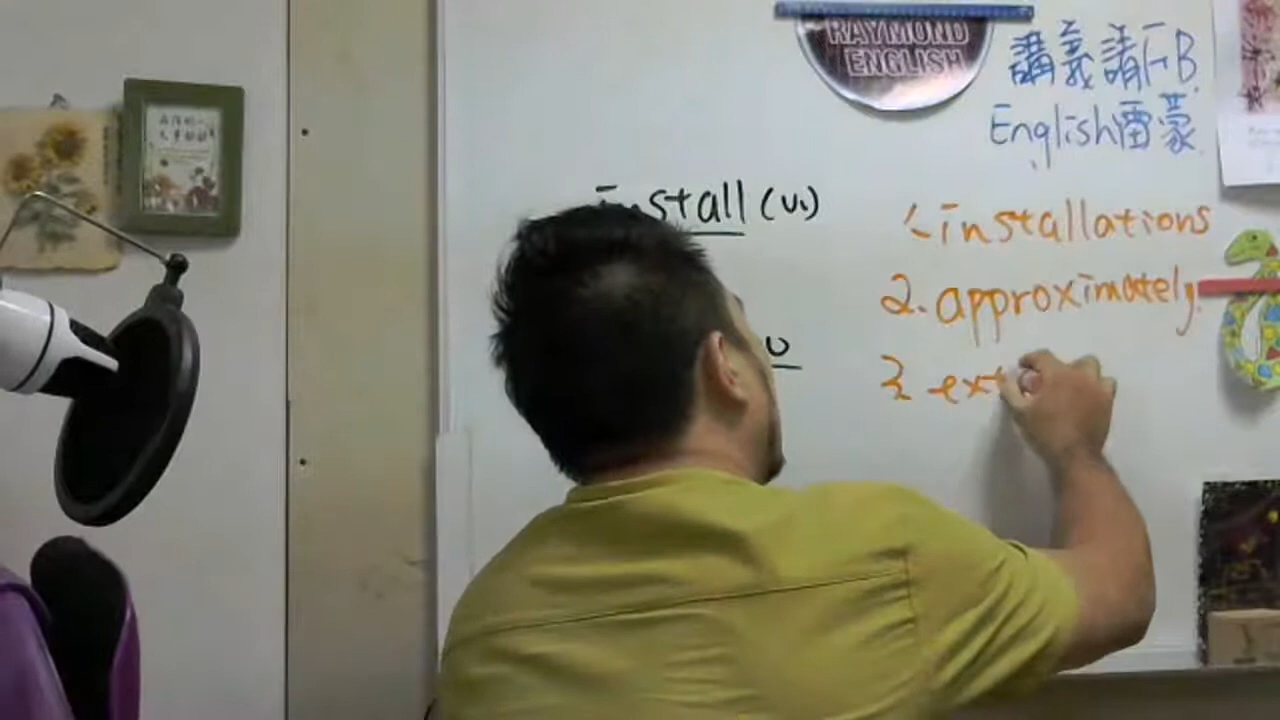 RAYMOND
ENGLISH
講義請FB
English雷蒙
install (v.)
1. installations
2. approximately
3. ext